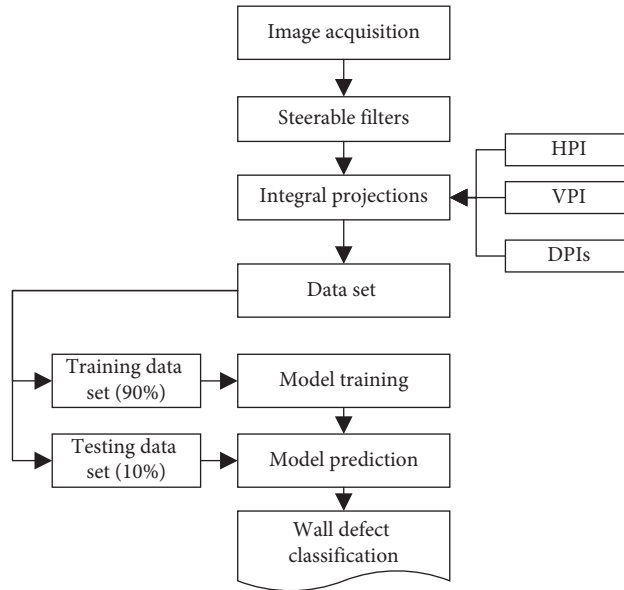 Image acquisition
Steerable filters
Integral projections
HPI
VPI
DPIs
Data set
Training data
set (90%)
Model training
Testing data
set (10%)
Model prediction
Wall defect
classification